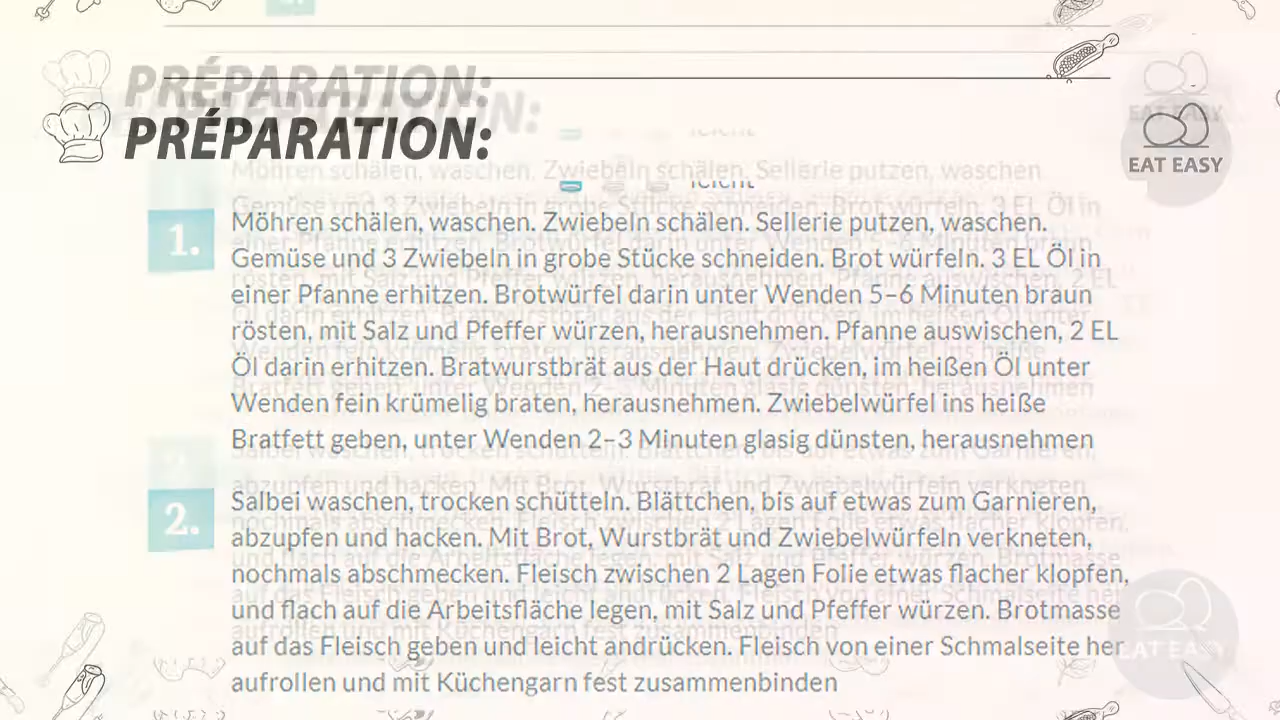 PRÉPARATION:
EAT EASY
leicht
1. Möhren schälen, waschen. Zwiebeln schälen. Sellerie putzen, waschen.
Gemüse und 3 Zwiebeln in grobe Stücke schneiden. Brot würfeln. 3 EL Öl in
einer Pfanne erhitzen. Brotwürfel darin unter Wenden 5–6 Minuten braun
rösten, mit Salz und Pfeffer würzen, herausnehmen. Pfanne auswischen, 2 EL
Öl darin erhitzen. Bratwurstbrät aus der Haut drücken, im heißen Öl unter
Wenden fein krümelig braten, herausnehmen. Zwiebelwürfel ins heiße
Bratfett geben, unter Wenden 2–3 Minuten glasig dünsten, herausnehmen
2. Salbei waschen, trocken schütteln. Blättchen, bis auf etwas zum Garnieren,
abzupfen und hacken. Mit Brot, Wurstbrät und Zwiebelwürfeln verkneten,
nochmals abschmecken. Fleisch zwischen 2 Lagen Folie etwas flacher klopfen,
und flach auf die Arbeitsfläche legen, mit Salz und Pfeffer würzen. Brotmasse
auf das Fleisch geben und leicht andrücken. Fleisch von einer Schmalseite her
aufrollen und mit Küchengarn fest zusammenbinden
EAT EASY